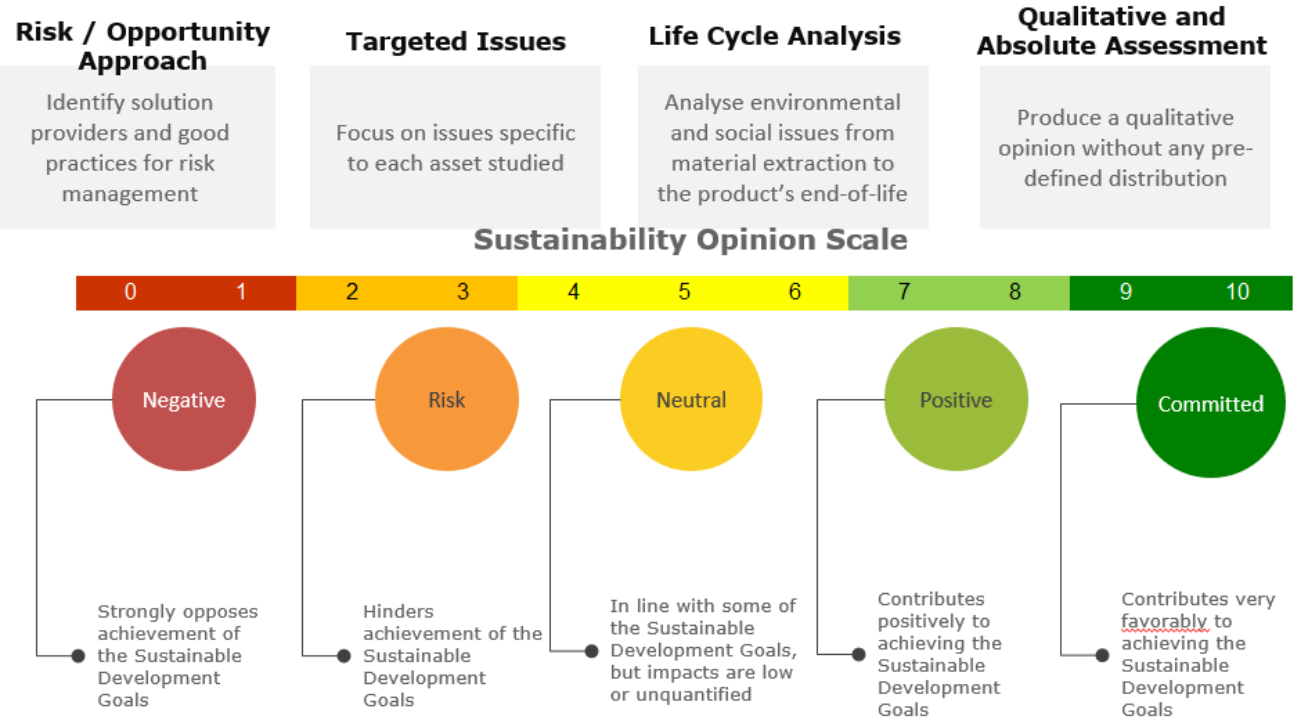 Risk / Opportunity
Approach
Targeted Issues
Life Cycle Analysis
Qualitative and
Absolute Assessment
Identify solution
providers and good
practices for risk
management
Focus on issues specific
to each asset studied
Analyse environmental
and social issues from
material extraction to
the product’s end-of-life
Produce a qualitative
opinion without any pre-
defined distribution
Sustainability Opinion Scale
0 1 2 3 4 5 6 7 8 9 10
Negative
Risk
Neutral
Positive
Committed
Strongly opposes
achievement of
the Sustainable
Development
Goals
Hinders
achievement of the
Sustainable
Development
Goals
In line with some of
the Sustainable
Development Goals,
but impacts are low
or unquantified
Contributes
positively to
achieving the
Sustainable
Development
Goals
Contributes very
favorably to
achieving the
Sustainable
Development
Goals